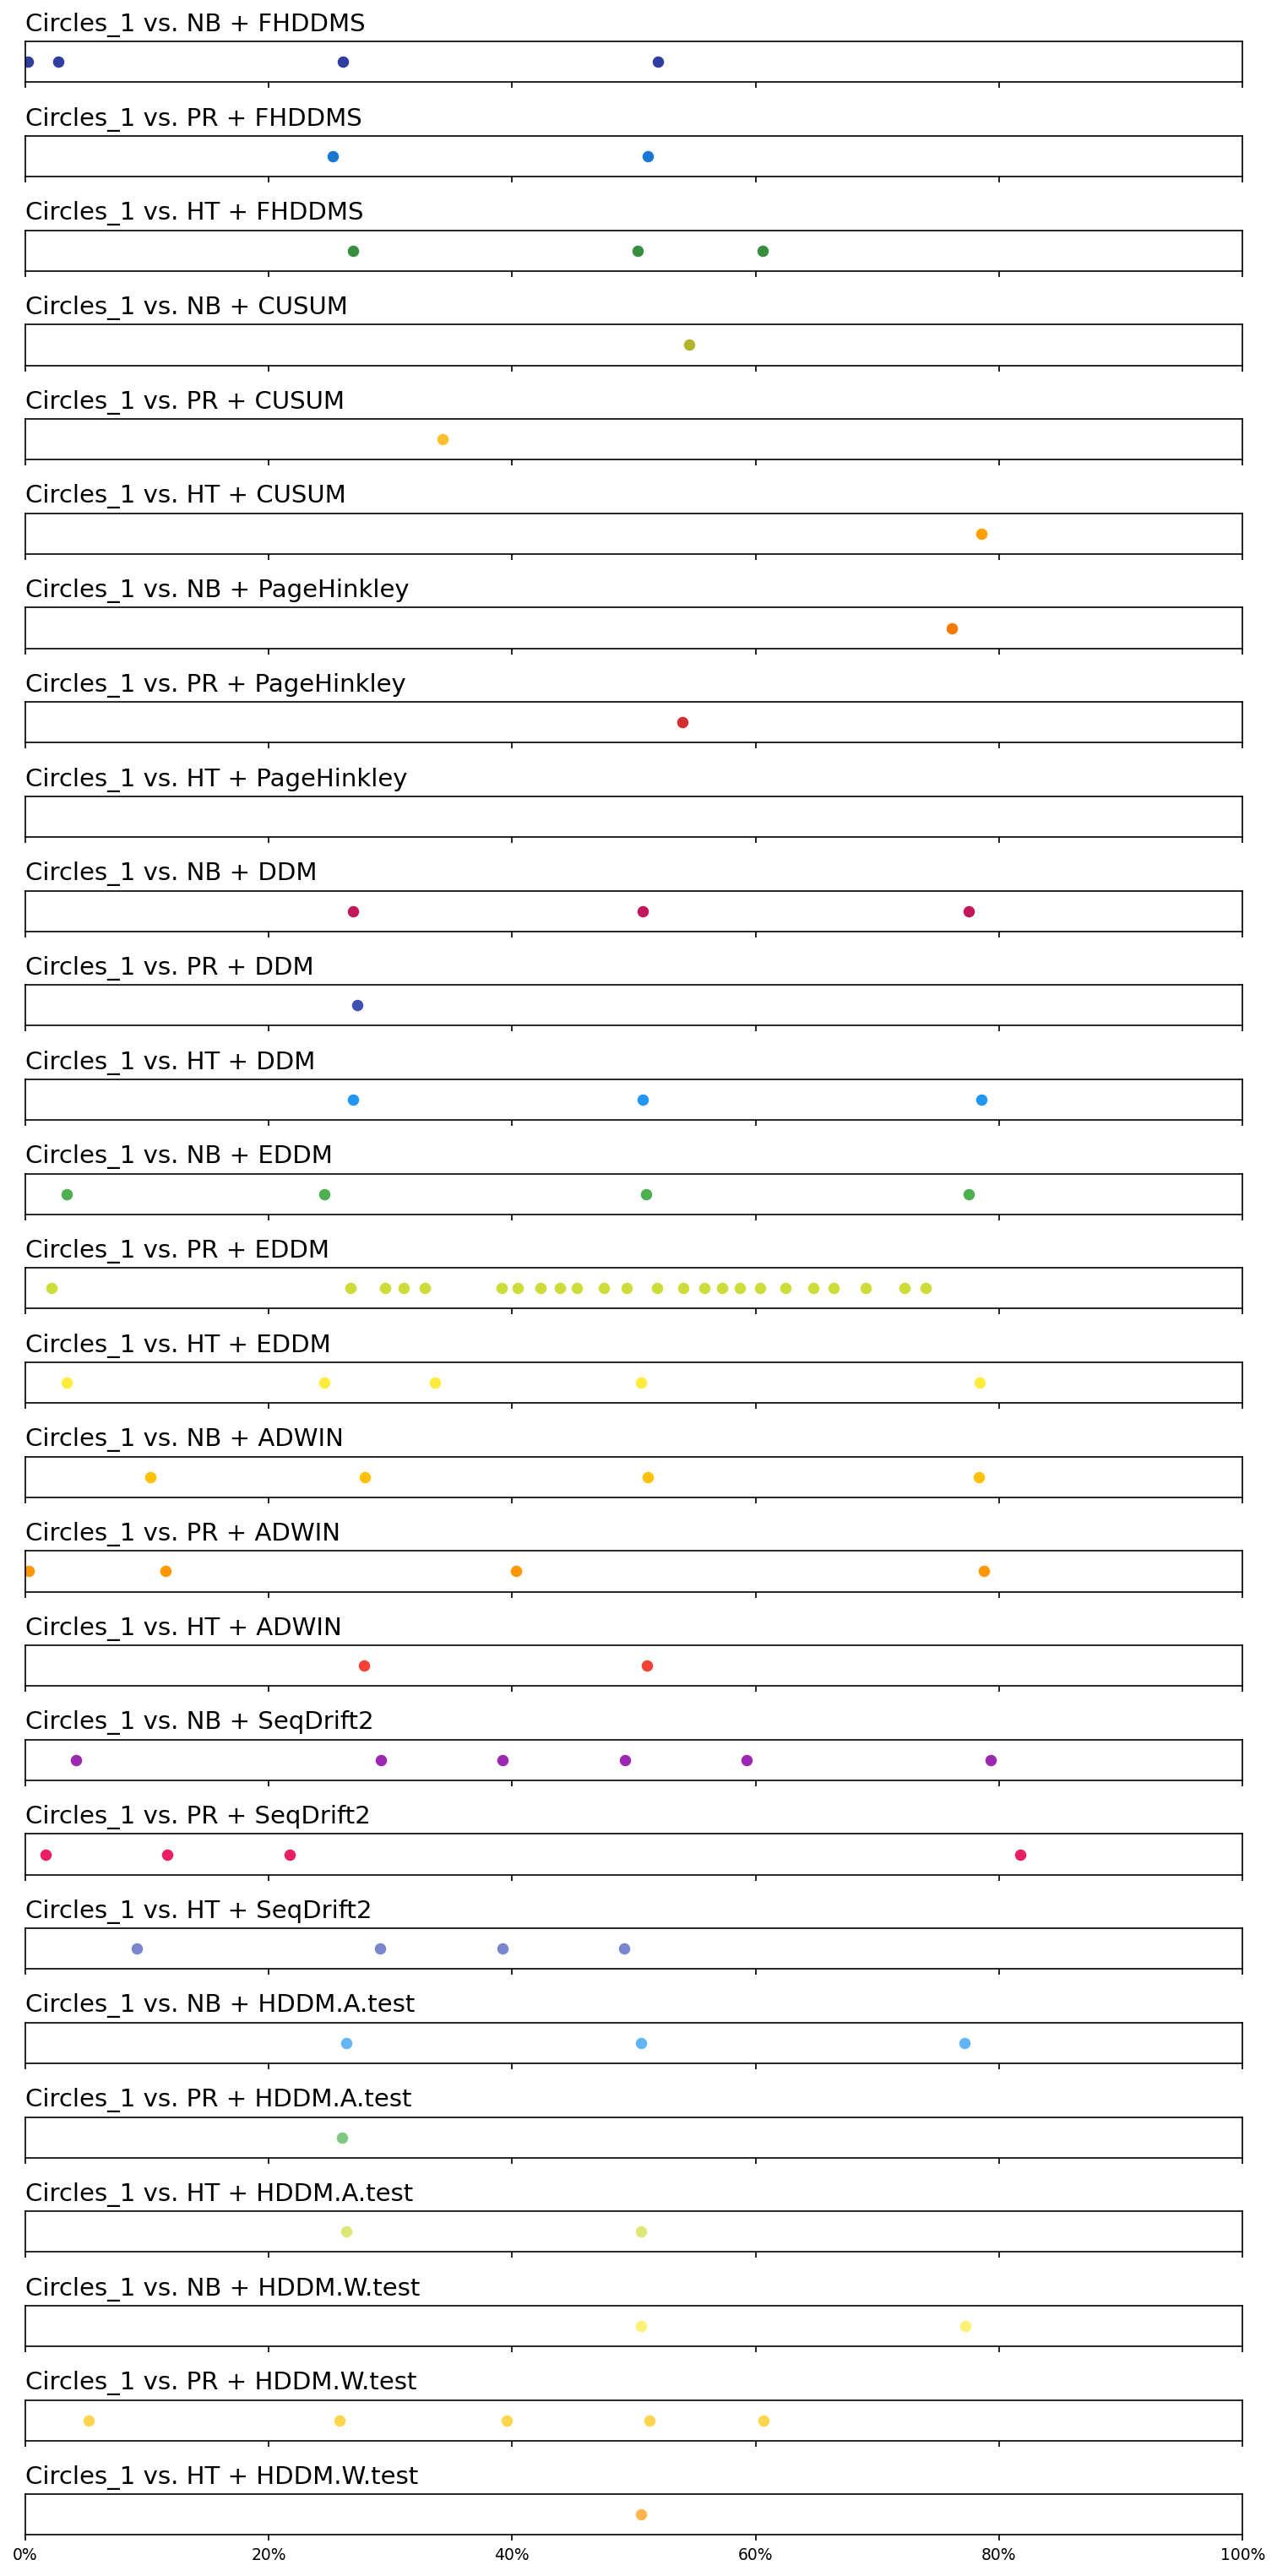 Circles_1 vs. NB + FHDDMS
Circles_1 vs. PR + FHDDMS
Circles_1 vs. HT + FHDDMS
Circles_1 vs. NB + CUSUM
Circles_1 vs. PR + CUSUM
Circles_1 vs. HT + CUSUM
Circles_1 vs. NB + PageHinkley
Circles_1 vs. PR + PageHinkley
Circles_1 vs. HT + PageHinkley
Circles_1 vs. NB + DDM
Circles_1 vs. PR + DDM
Circles_1 vs. HT + DDM
Circles_1 vs. NB + EDDM
Circles_1 vs. PR + EDDM
Circles_1 vs. HT + EDDM
Circles_1 vs. NB + ADWIN
Circles_1 vs. PR + ADWIN
Circles_1 vs. HT + ADWIN
Circles_1 vs. NB + SeqDrift2
Circles_1 vs. PR + SeqDrift2
Circles_1 vs. HT + SeqDrift2
Circles_1 vs. NB + HDDM.A.test
Circles_1 vs. PR + HDDM.A.test
Circles_1 vs. HT + HDDM.A.test
Circles_1 vs. NB + HDDM.W.test
Circles_1 vs. PR + HDDM.W.test
Circles_1 vs. HT + HDDM.W.test
0% 20% 40% 60% 80% 100%